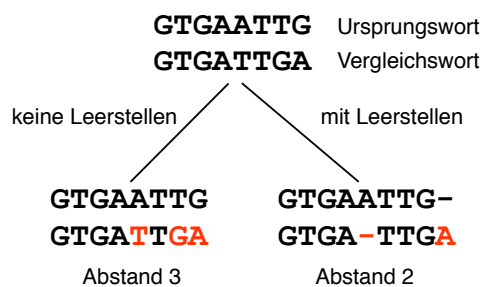 GTGAATTG Ursprungswort
GTGATTGA Vergleichswort
keine Leerstellen
mit Leerstellen
GTGAATTG
GTGATTGA
Abstand 3
GTGAATTG-
GTGA-TTGA
Abstand 2